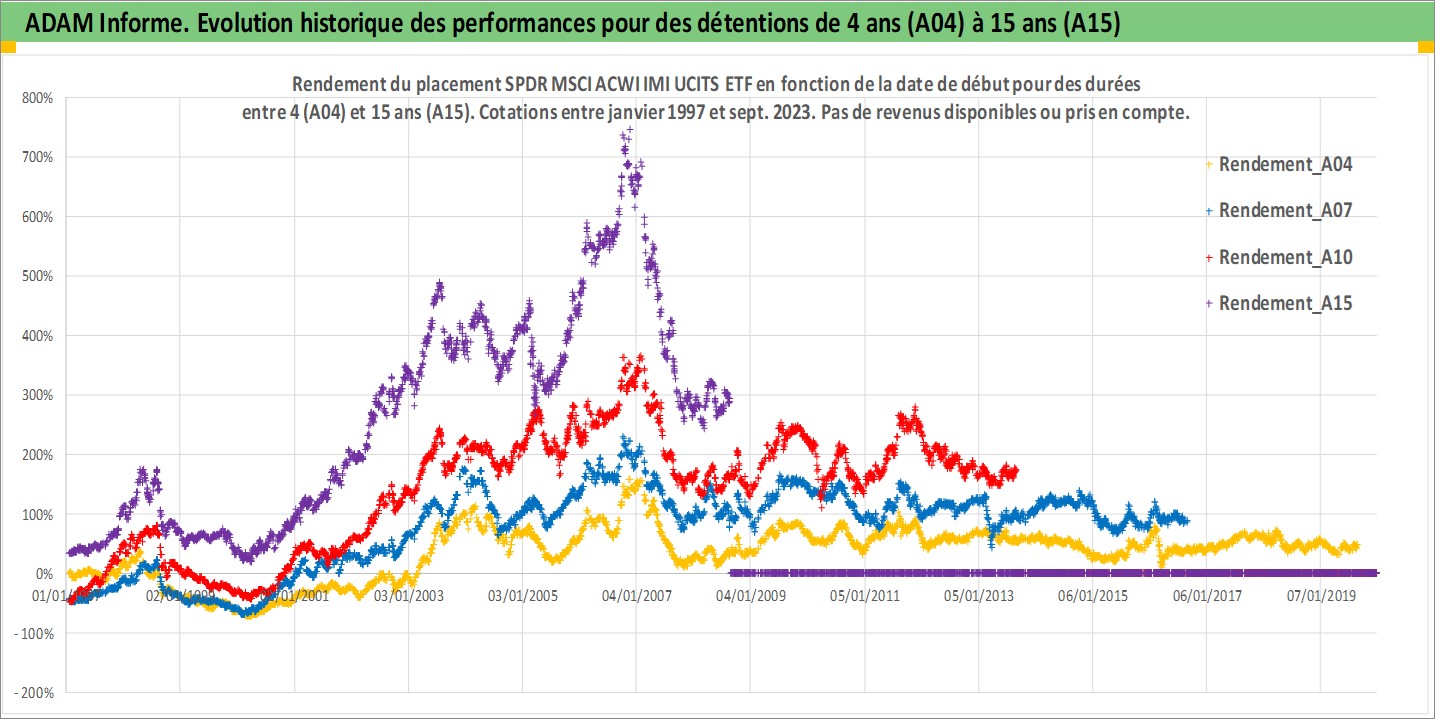 ADAM Informe. Evolution historique des performances pour des détentions de 4 ans (A04) à 15 ans (A15)
Rendement du placement SPDR MSCI ACWI IMI UCITS ETF en fonction de la date de début pour des durées
entre 4 (A04) et 15 ans (A15). Cotations entre janvier 1997 et sept. 2023. Pas de revenus disponibles ou pris en compte.
800%
700%
600%
500%
400%
300%
200%
100%
0%
-100%
-200%
Rendement_A04
Rendement_A07
Rendement_A10
Rendement_A15
03/01/2003
03/01/2005
04/01/2007
04/01/2009
05/01/2011
05/01/2013
06/01/2015
06/01/2017
07/01/2019